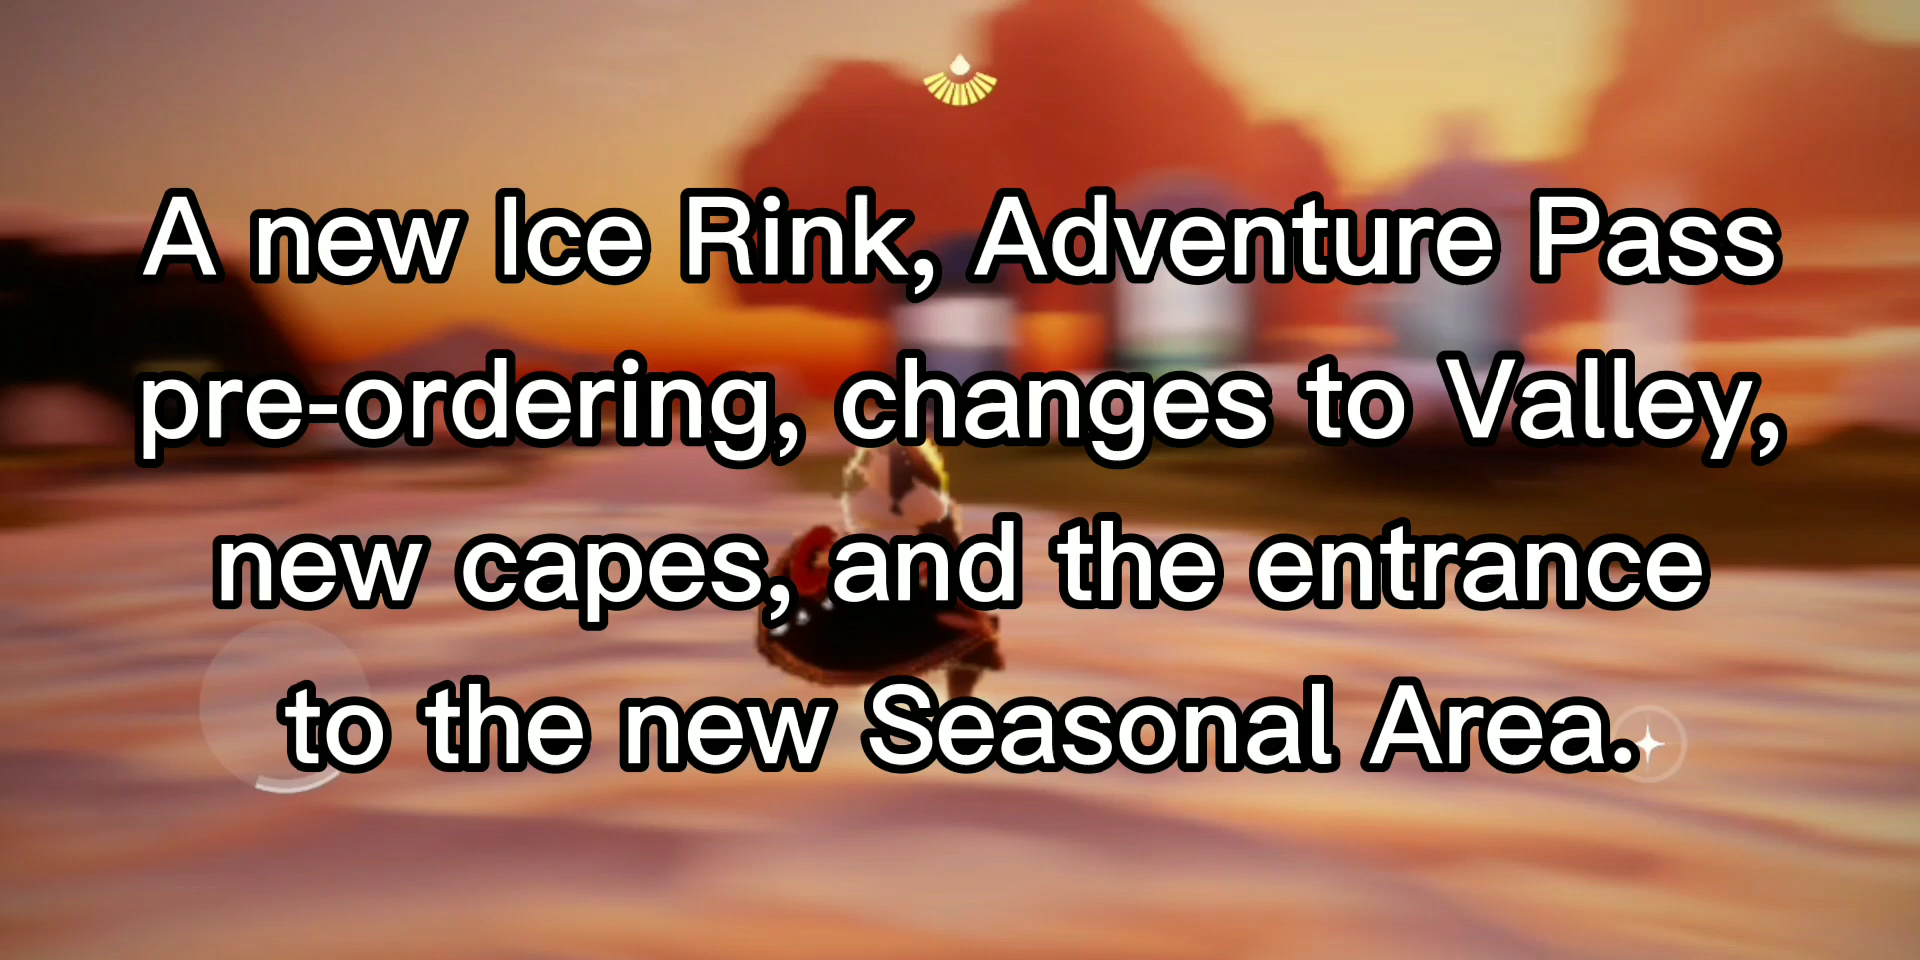 A new Ice Rink, Adventure Pass
pre-ordering, changes to Valley,
new capes, and the entrance
to the new Seasonal Area.